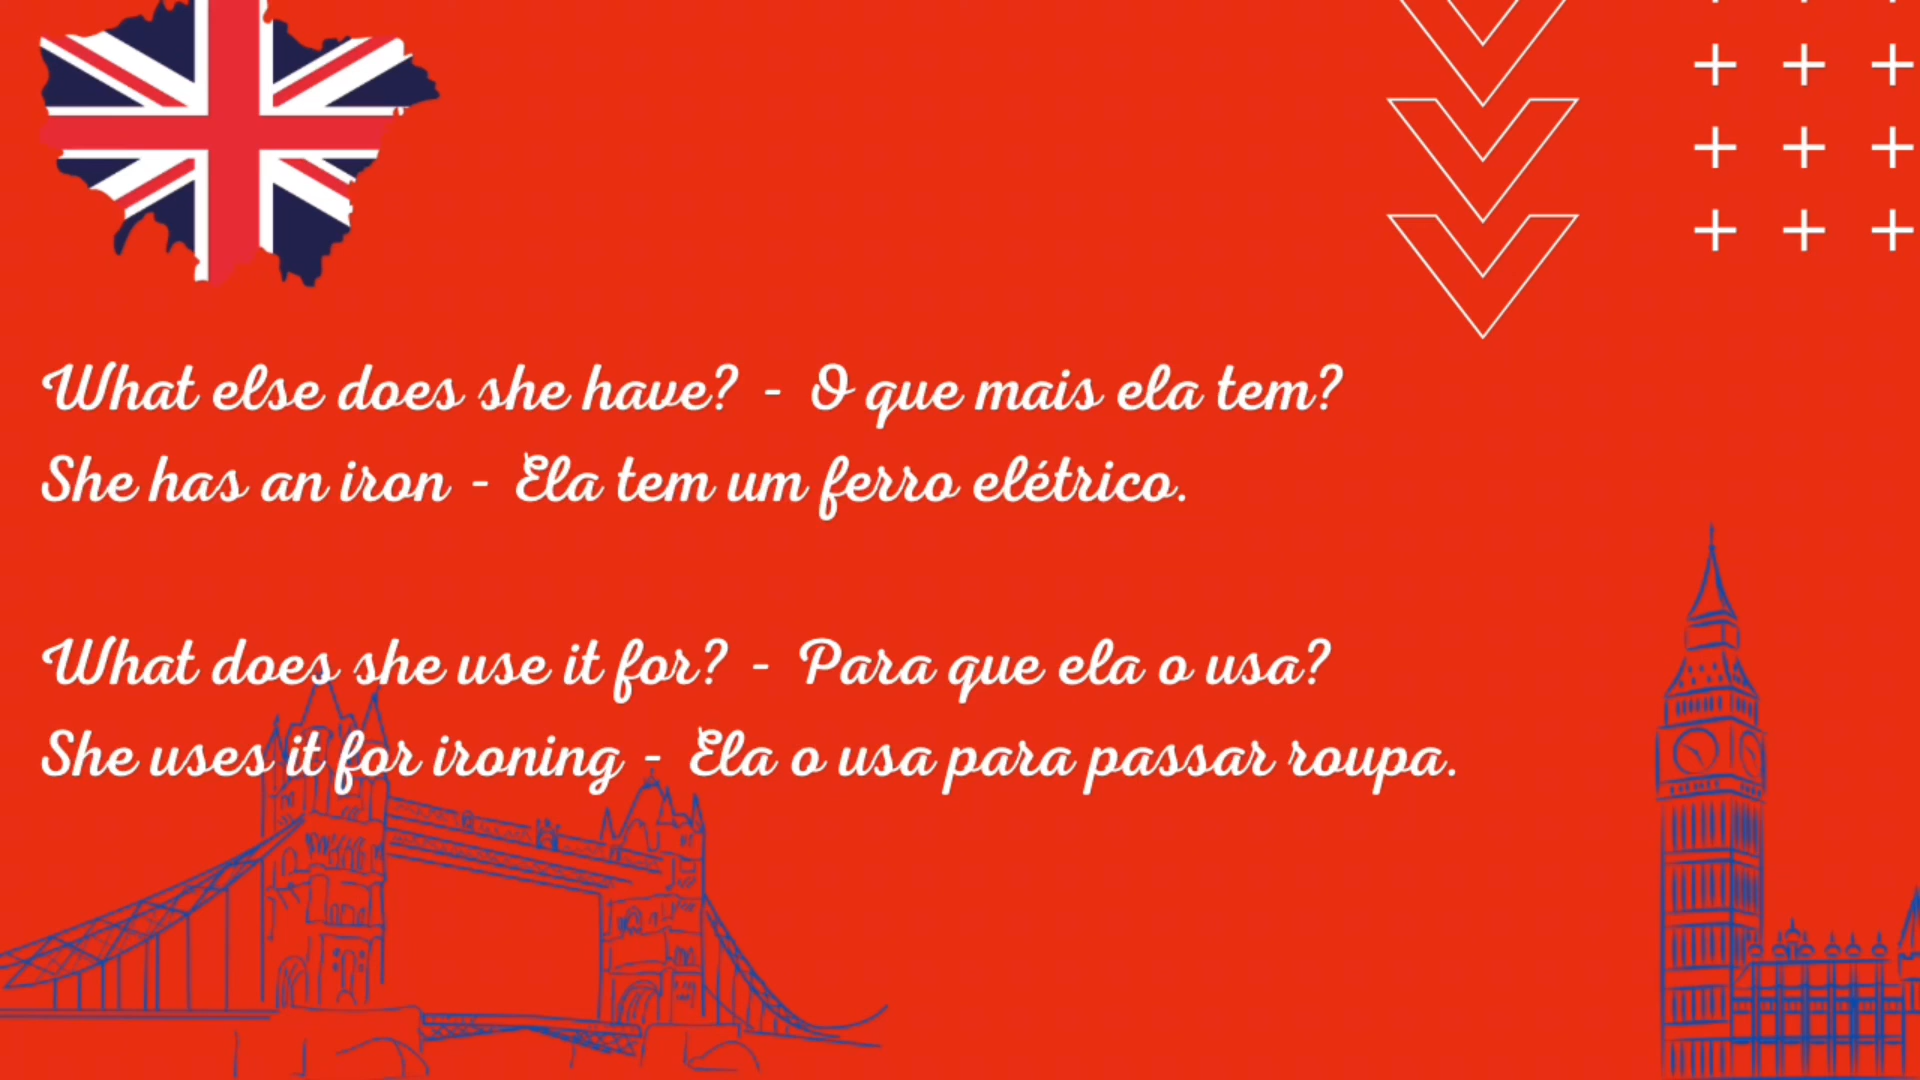 What else does she have? - O que mais ela tem?
She has an iron - Ela tem um ferro elétrico.
What does she use it for? - Para que ela o usa?
She uses it for ironing - Ela o usa para passar roupa.